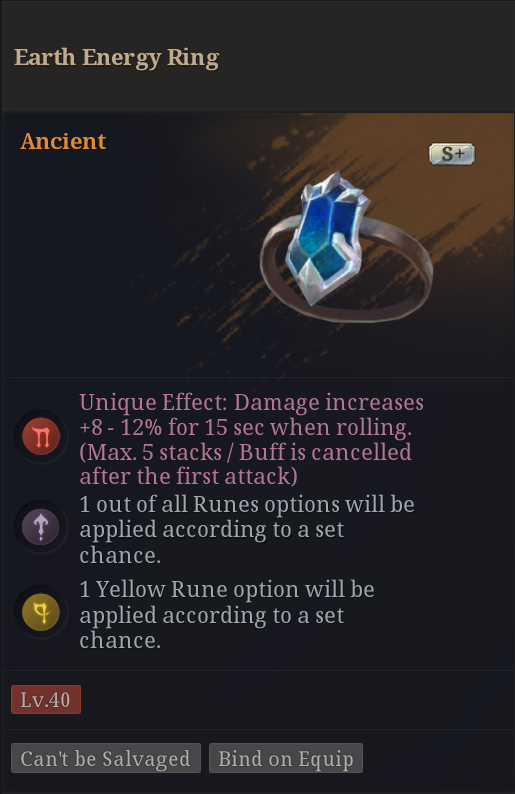 Earth Energy Ring
Ancient
S+
Unique Effect: Damage increases
+8 - 12% for 15 sec when rolling.
(Max. 5 stacks / Buff is cancelled
after the first attack)
1 out of all Runes options will be
applied according to a set
chance.
1 Yellow Rune option will be
applied according to a set
chance.
Lv.40
Can't be Salvaged
Bind on Equip